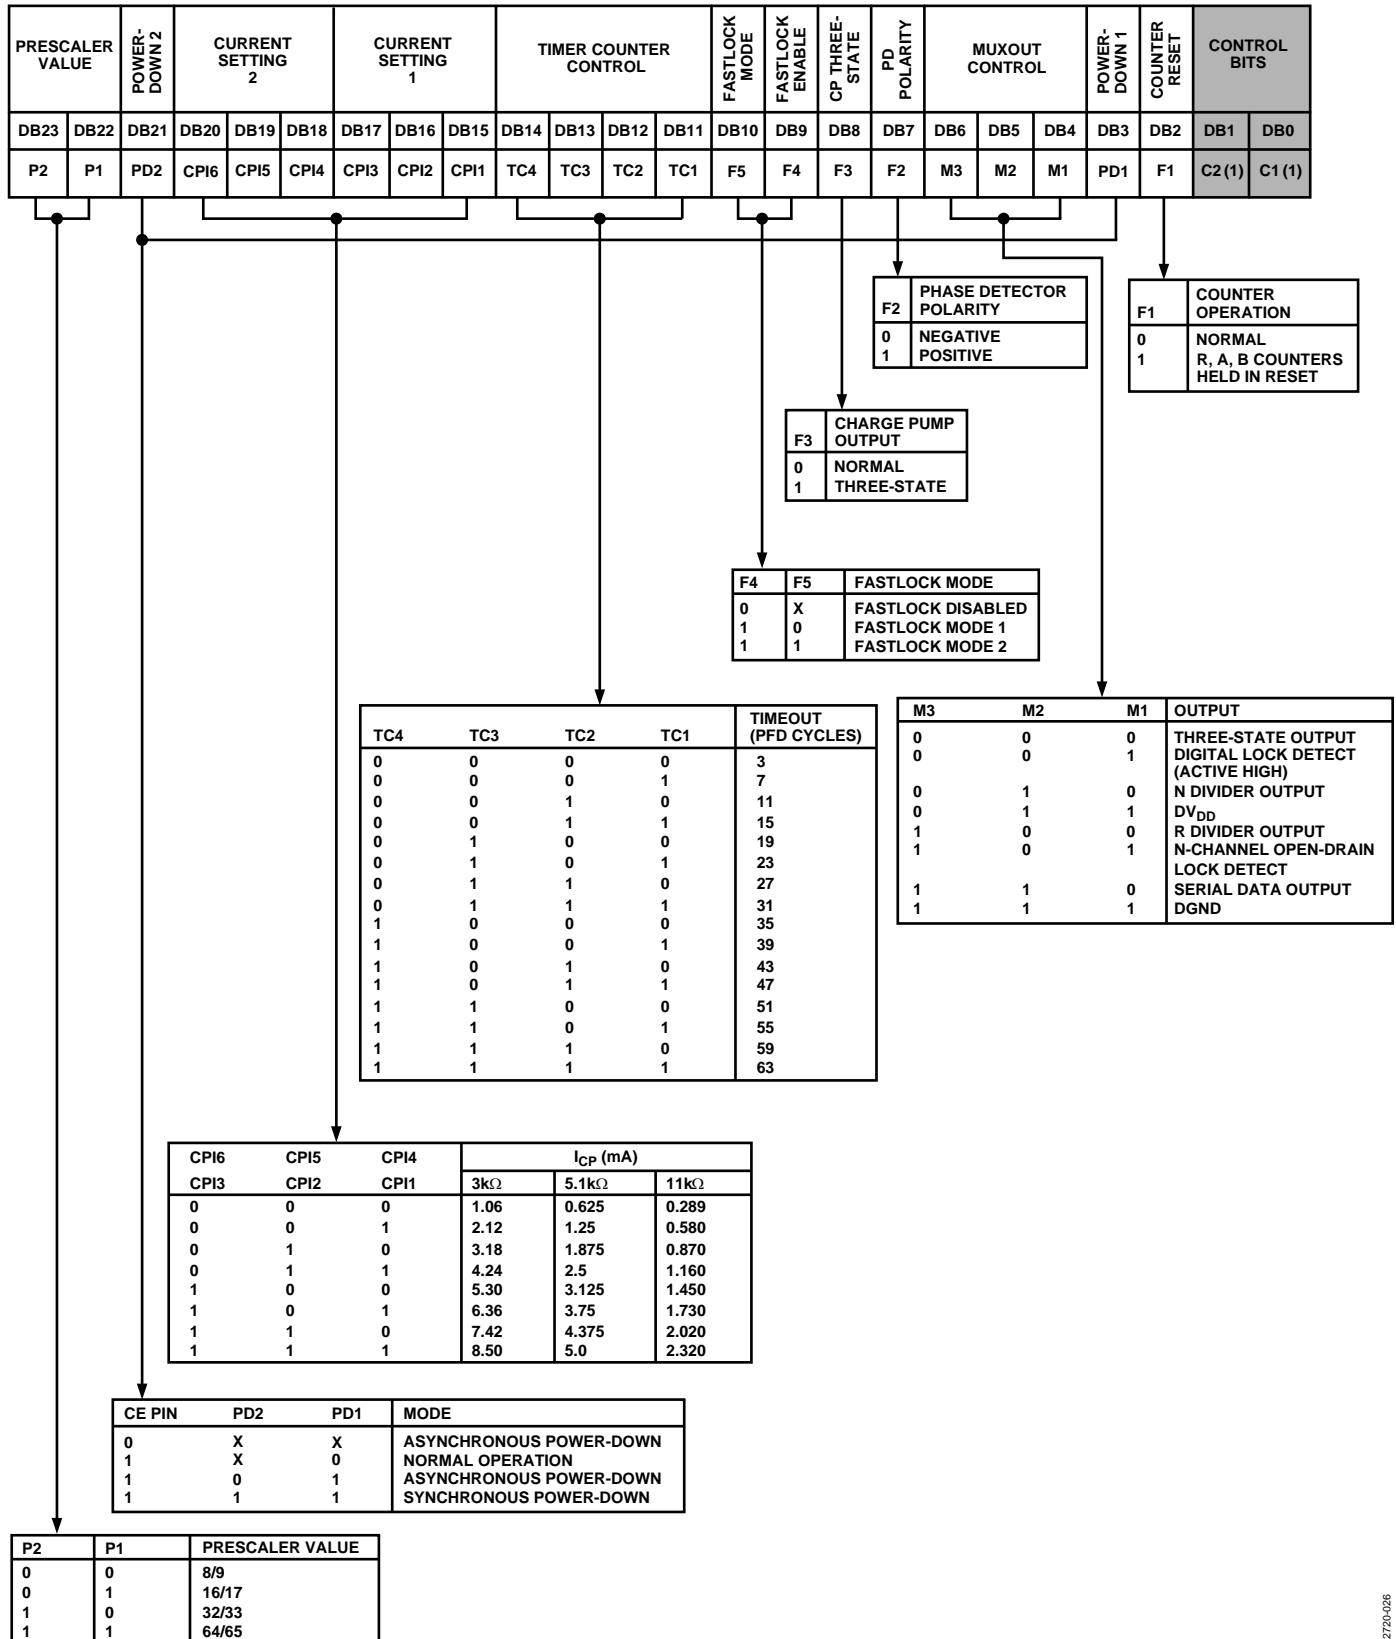 PRESCALER
VALUE
POWER-
DOWN 2
CURRENT
SETTING
2
CURRENT
SETTING
1
TIMER COUNTER
CONTROL
FASTLOCK
MODE
FASTLOCK
ENABLE
CP THREE-
STATE
PD
POLARITY
MUXOUT
CONTROL
POWER-
DOWN 1
COUNTER
RESET
CONTROL
BITS
DB23 DB22 DB21 DB20 DB19 DB18 DB17 DB16 DB15 DB14 DB13 DB12 DB11 DB10 DB9 DB8 DB7 DB6 DB5 DB4 DB3 DB2 DB1 DB0
P2 P1 PD2 CPI6 CPI5 CPI4 CPI3 CPI2 CPI1 TC4 TC3 TC2 TC1 F5 F4 F3 F2 M3 M2 M1 PD1 F1 C2 (1) C1 (1)
F2 PHASE DETECTOR
POLARITY
0 NEGATIVE
1 POSITIVE
F1 COUNTER
OPERATION
0 NORMAL
1 R, A, B COUNTERS
HELD IN RESET
F3 CHARGE PUMP
OUTPUT
0 NORMAL
1 THREE-STATE
F4 F5 FASTLOCK MODE
0 X FASTLOCK DISABLED
1 0 FASTLOCK MODE 1
1 1 FASTLOCK MODE 2
TC4 TC3 TC2 TC1 TIMEOUT
(PFD CYCLES)
0 0 0 0 3
0 0 0 1 7
0 0 1 0 11
0 0 1 1 15
0 1 0 0 19
0 1 0 1 23
0 1 1 0 27
0 1 1 1 31
1 0 0 0 35
1 0 0 1 39
1 0 1 0 43
1 0 1 1 47
1 1 0 0 51
1 1 0 1 55
1 1 1 0 59
1 1 1 1 63
M3 M2 M1 OUTPUT
0 0 0 THREE-STATE OUTPUT
0 0 1 DIGITAL LOCK DETECT
(ACTIVE HIGH)
0 1 0 N DIVIDER OUTPUT
0 1 1 DVDD
1 0 0 R DIVIDER OUTPUT
1 0 1 N-CHANNEL OPEN-DRAIN
LOCK DETECT
1 1 0 SERIAL DATA OUTPUT
1 1 1 DGND
CPI6 CPI5 CPI4 ICP (mA)
CPI3 CPI2 CPI1 3kΩ 5.1kΩ 11kΩ
0 0 0 1.06 0.625 0.289
0 0 1 2.12 1.25 0.580
0 1 0 3.18 1.875 0.870
0 1 1 4.24 2.5 1.160
1 0 0 5.30 3.125 1.450
1 0 1 6.36 3.75 1.730
1 1 0 7.42 4.375 2.020
1 1 1 8.50 5.0 2.320
CE PIN PD2 PD1 MODE
0 X X ASYNCHRONOUS POWER-DOWN
1 X 0 NORMAL OPERATION
1 0 1 ASYNCHRONOUS POWER-DOWN
1 1 1 SYNCHRONOUS POWER-DOWN
P2 P1 PRESCALER VALUE
0 0 8/9
0 1 16/17
1 0 32/33
1 1 64/65
2720-026